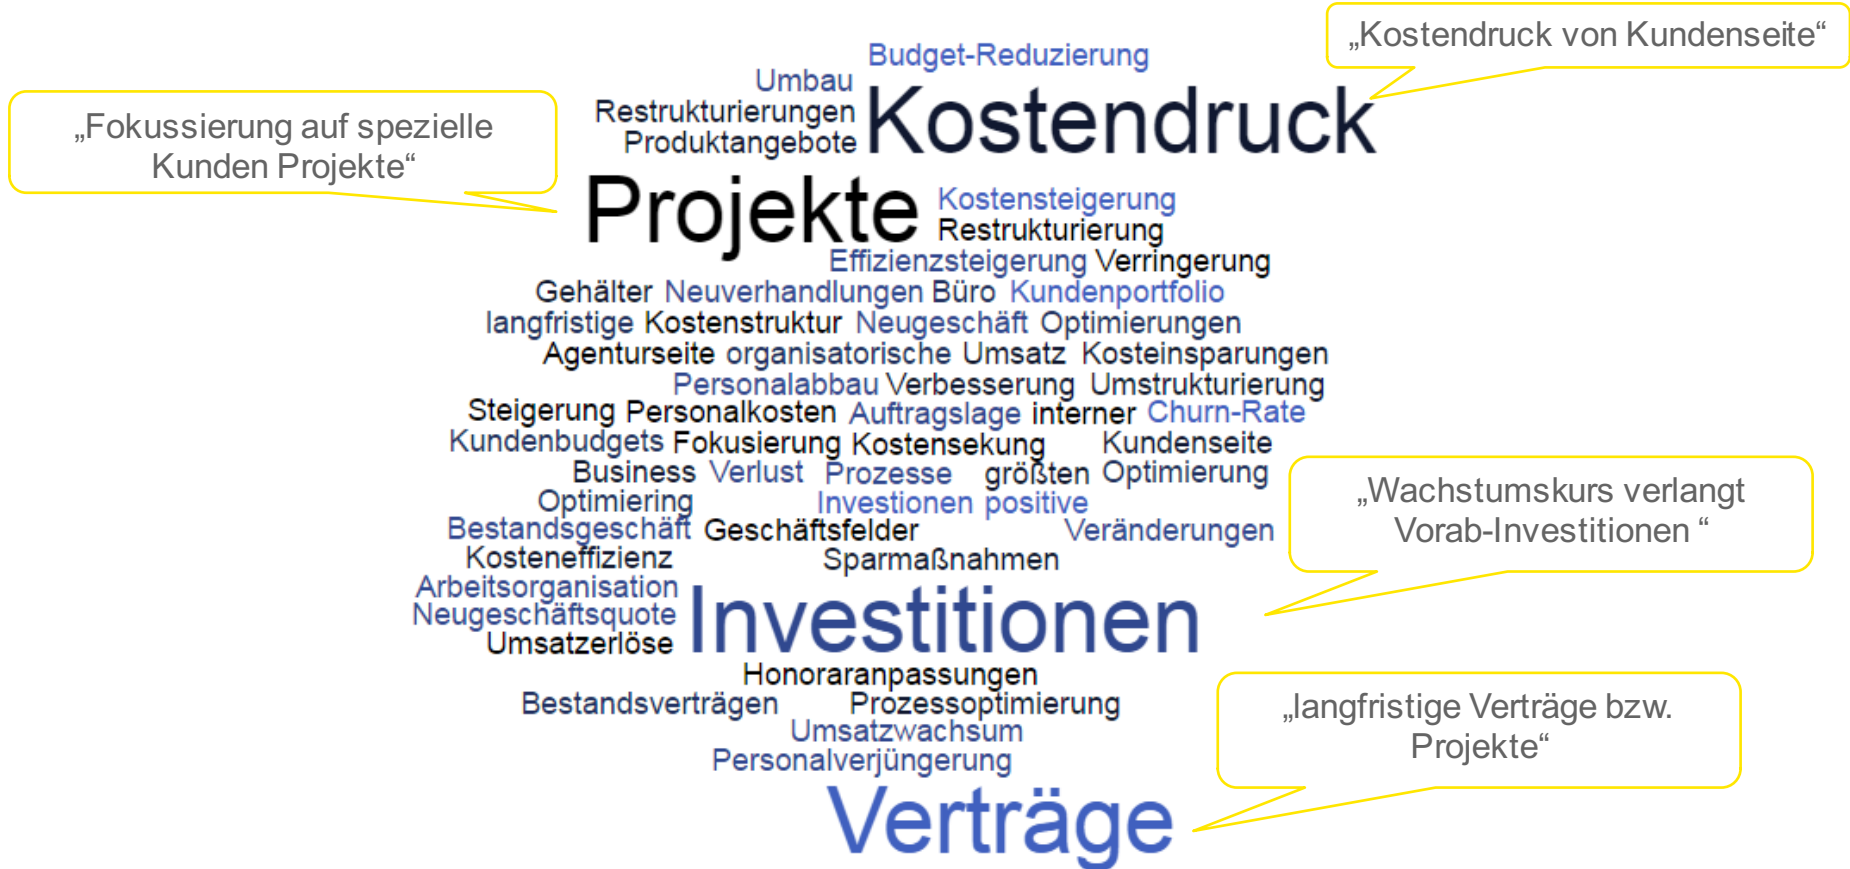 „Kostendruck von Kundenseite“
Budget-Reduzierung
Umbau
Restrukturierungen
Produktangebote
Kostendruck
„Fokussierung auf spezielle
Kunden Projekte“
Projekte
Kostensteigerung
Restrukturierung
Effizienzsteigerung Verringerung
Gehälter Neuverhandlungen Büro Kundenportfolio
langfristige Kostenstruktur Neugeschäft Optimierungen
Agenturseite organisatorische Umsatz Kosteinsparungen
Personalabbau Verbesserung Umstrukturierung
Steigerung Personalkosten Auftragslage interner Churn-Rate
Kundenbudgets Fokusierung Kostensekung Kundenseite
Business Verlust Prozesse größten Optimierung
Optimiering Investionen positive
Bestandsgeschäft Geschäftsfelder Veränderungen
Kosteneffizienz Sparmaßnahmen
„Wachstumskurs verlangt
Vorab-Investitionen “
Arbeitsorganisation
Neugeschäftsquote
Umsatzerlöse
Investitionen
Honoraranpassungen
Bestandsverträgen Prozessoptimierung
Umsatzwachsum
Personalverjüngerung
„langfristige Verträge bzw.
Projekte“
Verträge